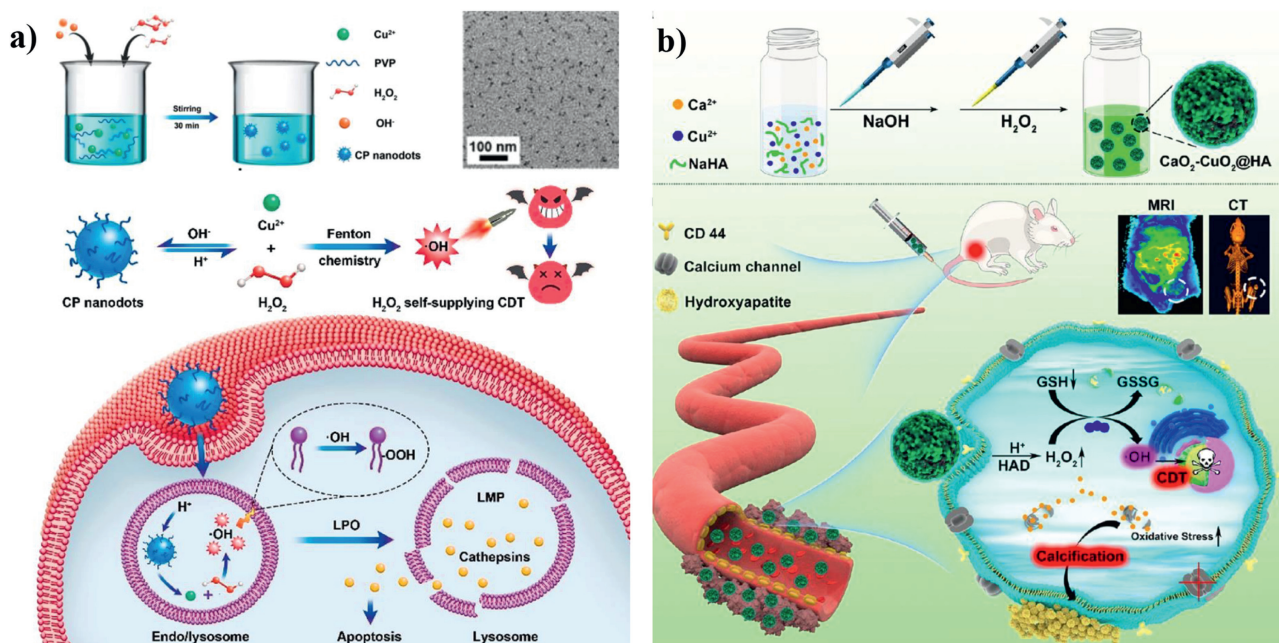 a)
Cu²⁺
PVP
H₂O₂
OH⁻
CP nanodots
Stirring
30 min
100 nm
Cu²⁺
+
H₂O₂
OH⁻
H⁺
Fenton
chemistry
·OH
CP nanodots
H₂O₂ self-supplying CDT
·OH
OOH
H⁺
·OH
+
LPO
LMP
Cathepsins
Endo/lysosome
Apoptosis
Lysosome
b)
Ca²⁺
Cu²⁺
NaHA
NaOH
H₂O₂
CaO₂-CuO₂@HA
MRI
CT
CD 44
Calcium channel
Hydroxyapatite
GSH
GSSG
H⁺
HAD
H₂O₂
·OH
CDT
Oxidative Stress
Calcification